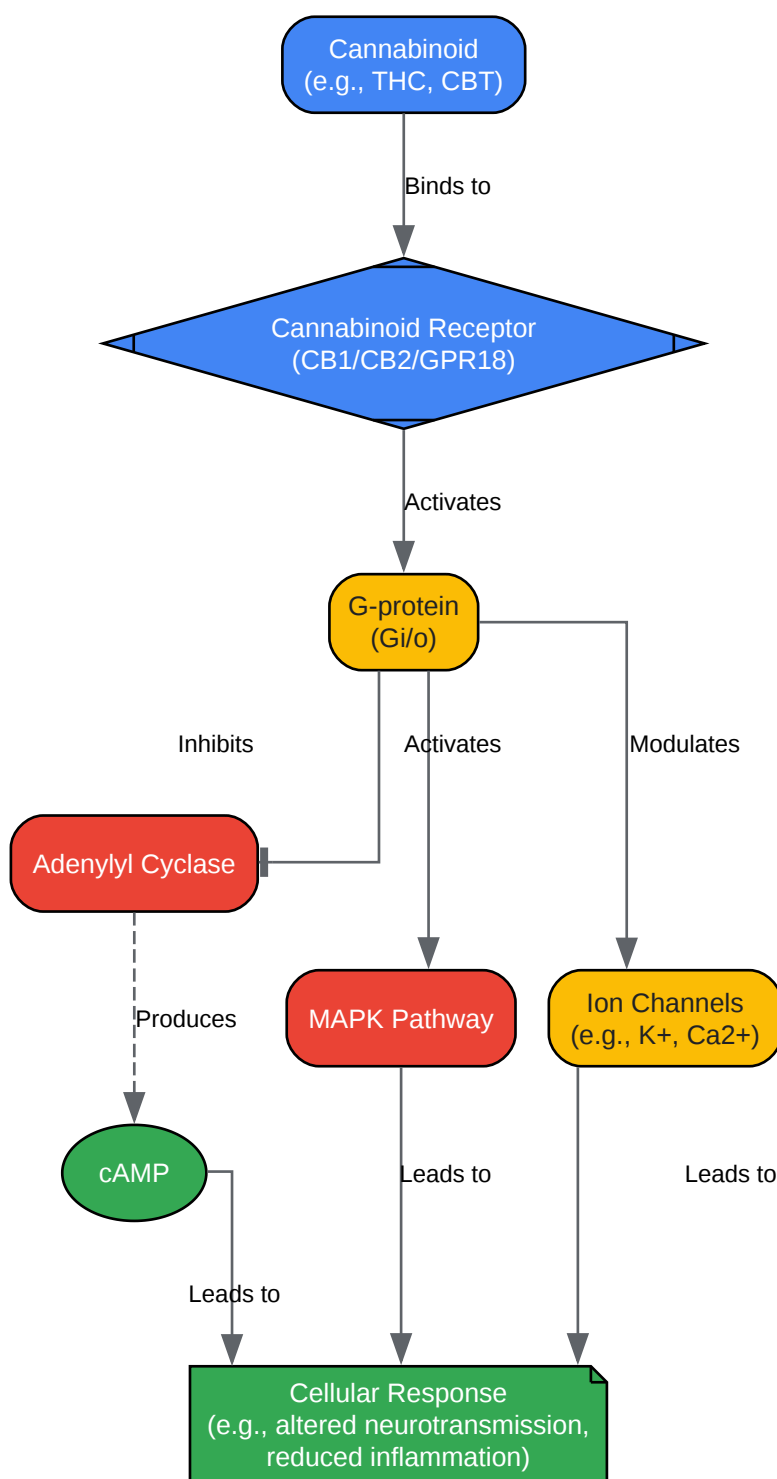 Cannabinoid
(e.g., THC, CBT)
Binds to
Cannabinoid Receptor
(CB1/CB2/GPR18)
Activates
G-protein
(Gi/o)
Inhibits
Activates
Modulates
Adenylyl Cyclase
Produces
MAPK Pathway
Ion Channels
(e.g., K+, Ca2+)
cAMP
Leads to
Leads to
Leads to
Cellular Response
(e.g., altered neurotransmission,
reduced inflammation)